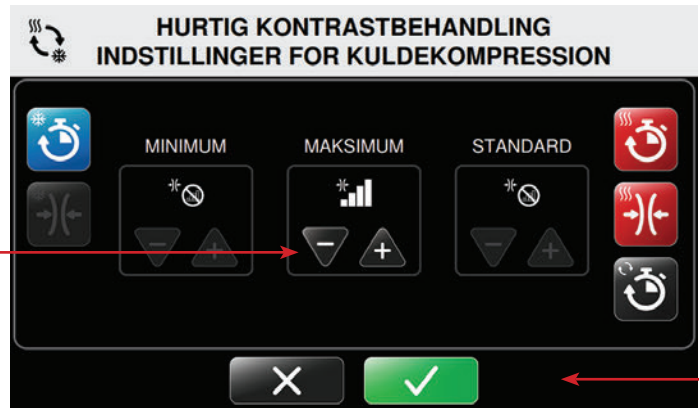 HURTIG KONTRASTBEHANDLING
INDSTILLINGER FOR KULDEKOMPRESSION
MINIMUM MAKSIMUM STANDARD